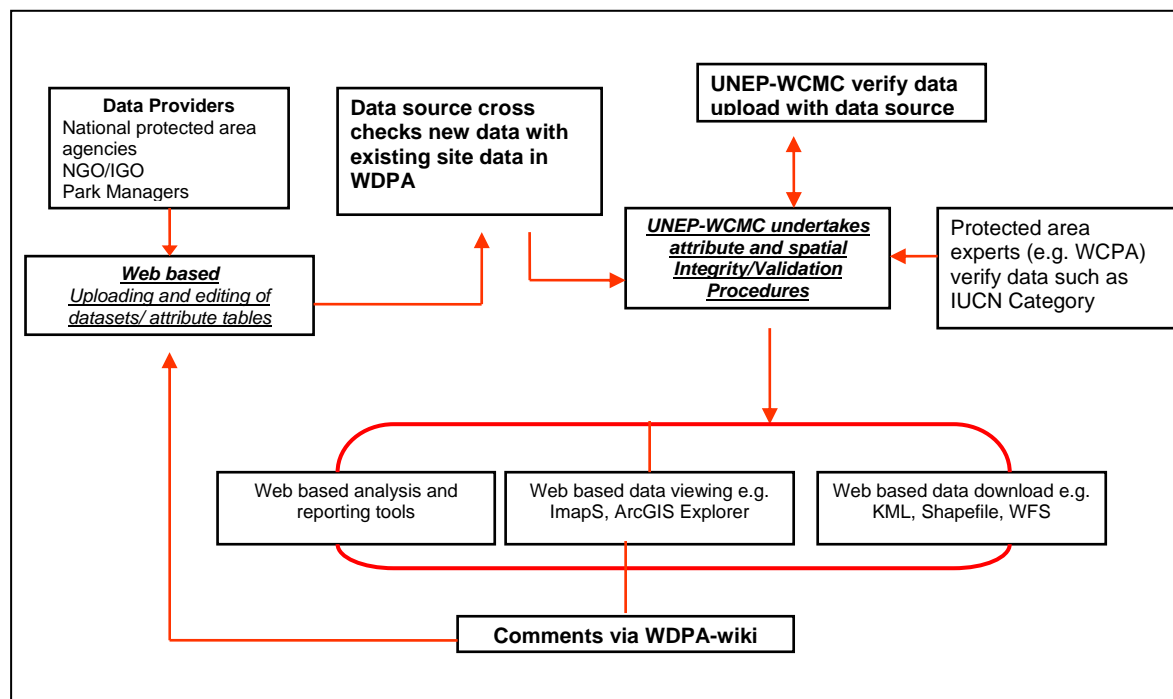 Data Providers
National protected area
agencies
NGO/IGO
Park Managers
Data source cross
checks new data with
existing site data in
WDPA
UNEP-WCMC verify data
upload with data source
Web based
Uploading and editing of
datasets/ attribute tables
UNEP-WCMC undertakes
attribute and spatial
Integrity/Validation
Procedures
Protected area
experts (e.g. WCPA)
verify data such as
IUCN Category
Web based analysis and
reporting tools
Web based data viewing e.g.
ImapS, ArcGIS Explorer
Web based data download e.g.
KML, Shapefile, WFS
Comments via WDPA-wiki